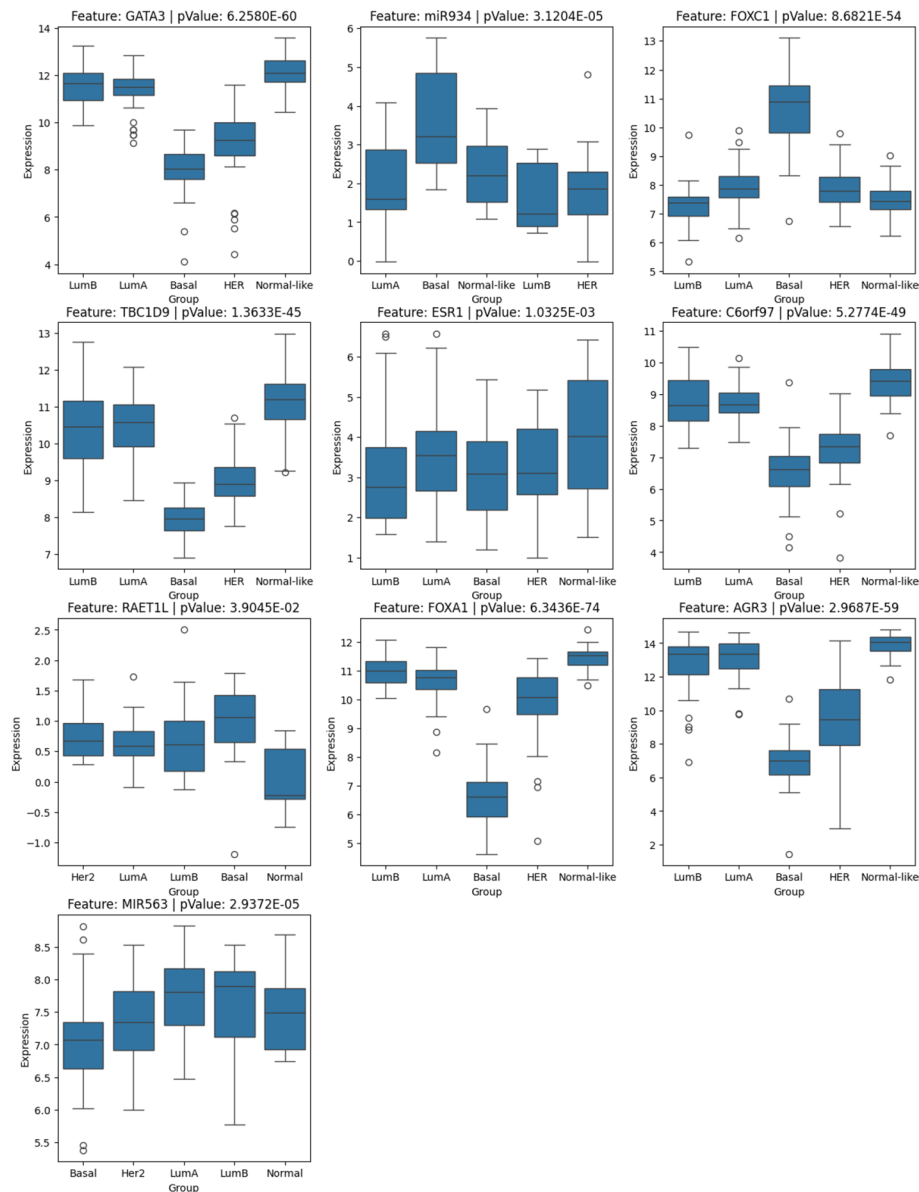 Feature: GATA3 | pValue: 6.2580E-60
14
12
10
8
6
4
Expression
LumB LumA Basal HER Normal-like
Group
Feature: miR934 | pValue: 3.1204E-05
6
5
4
3
2
1
0
Expression
LumA Basal Normal-like LumB HER
Group
Feature: FOXC1 | pValue: 8.6821E-54
13
12
11
10
9
8
7
6
5
Expression
LumB LumA Basal HER Normal-like
Group
Feature: TBC1D9 | pValue: 1.3633E-45
13
12
11
10
9
8
7
Expression
LumB LumA Basal HER Normal-like
Group
Feature: ESR1 | pValue: 1.0325E-03
6
5
4
3
2
1
Expression
LumB LumA Basal HER Normal-like
Group
Feature: C6orf97 | pValue: 5.2774E-49
11
10
9
8
7
6
5
4
Expression
LumB LumA Basal HER Normal-like
Group
Feature: RAET1L | pValue: 3.9045E-02
2.5
2.0
1.5
1.0
0.5
0.0
−0.5
−1.0
Expression
Her2 LumA LumB Basal Normal
Group
Feature: FOXA1 | pValue: 6.3436E-74
12
11
10
9
8
7
6
5
Expression
LumB LumA Basal HER Normal-like
Group
Feature: AGR3 | pValue: 2.9687E-59
14
12
10
8
6
4
2
Expression
LumB LumA Basal HER Normal-like
Group
Feature: MIR563 | pValue: 2.9372E-05
8.5
8.0
7.5
7.0
6.5
6.0
5.5
Expression
Basal Her2 LumA LumB Normal
Group